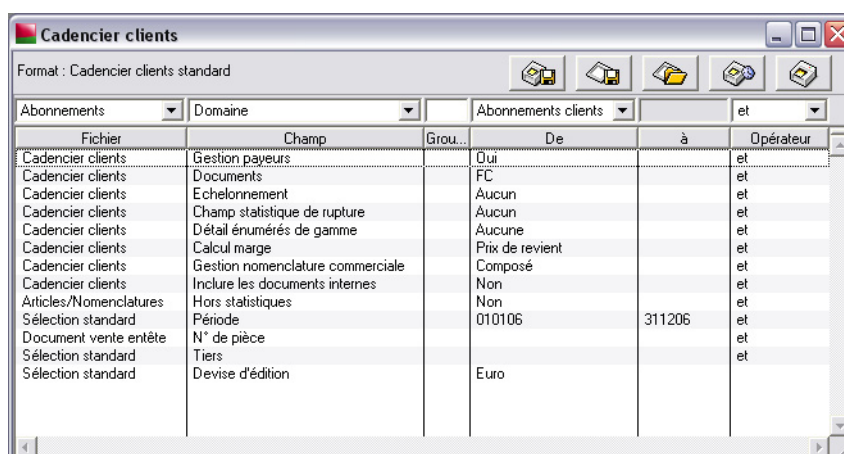 Cadencier clients
Format : Cadencier clients standard
Abonnements Domaine Abonnements clients et
Fichier Champ Grou... De à Opérateur
Cadencier clients Gestion payeurs Oui et
Cadencier clients Documents FC et
Cadencier clients Echelonnement Aucun et
Cadencier clients Champ statistique de rupture Aucun et
Cadencier clients Détail énumérés de gamme Aucune et
Cadencier clients Calcul marge Prix de revient et
Cadencier clients Gestion nomenclature commerciale Composé et
Cadencier clients Inclure les documents internes Non et
Articles/Nomenclatures Hors statistiques Non et
Sélection standard Période 010106 311206 et
Document vente entête N° de pièce et
Sélection standard Tiers et
Sélection standard Devise d'édition Euro